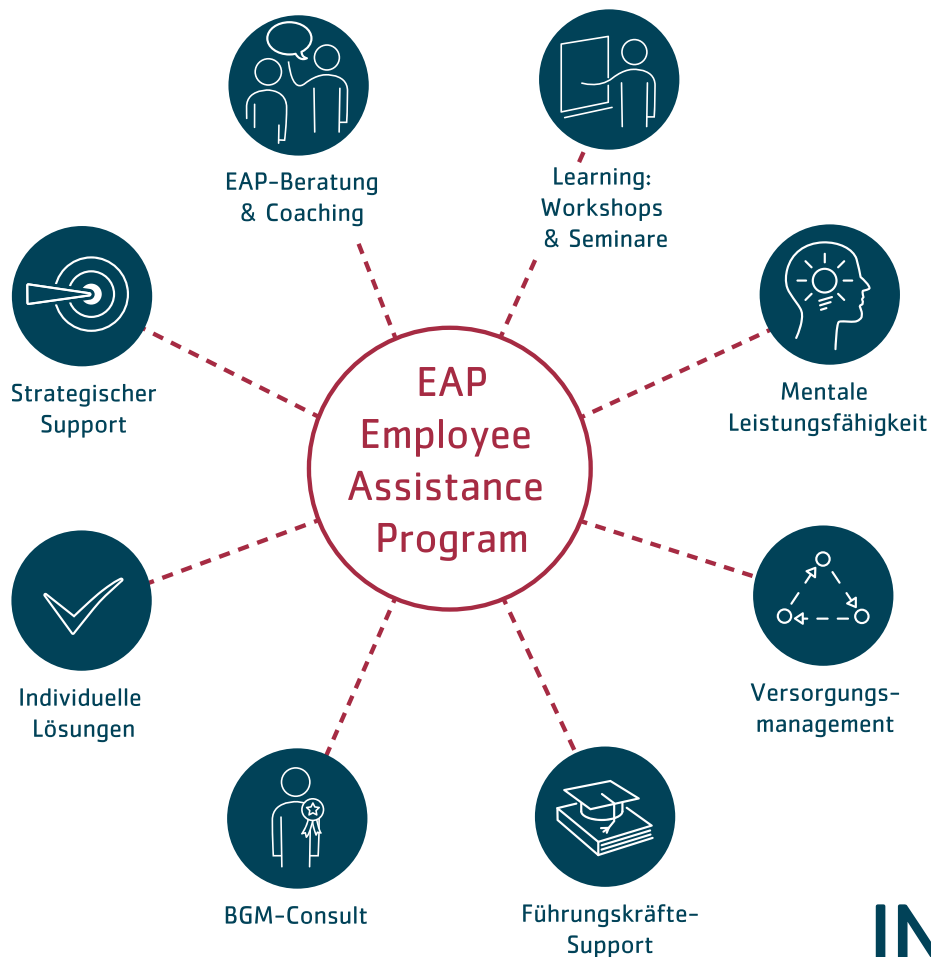 EAP-Beratung
& Coaching
Learning:
Workshops
& Seminare
Strategischer
Support
Mentale
Leistungsfähigkeit
EAP
Employee
Assistance
Program
Individuelle
Lösungen
Versorgungs-
management
BGM-Consult
Führungskräfte-
Support